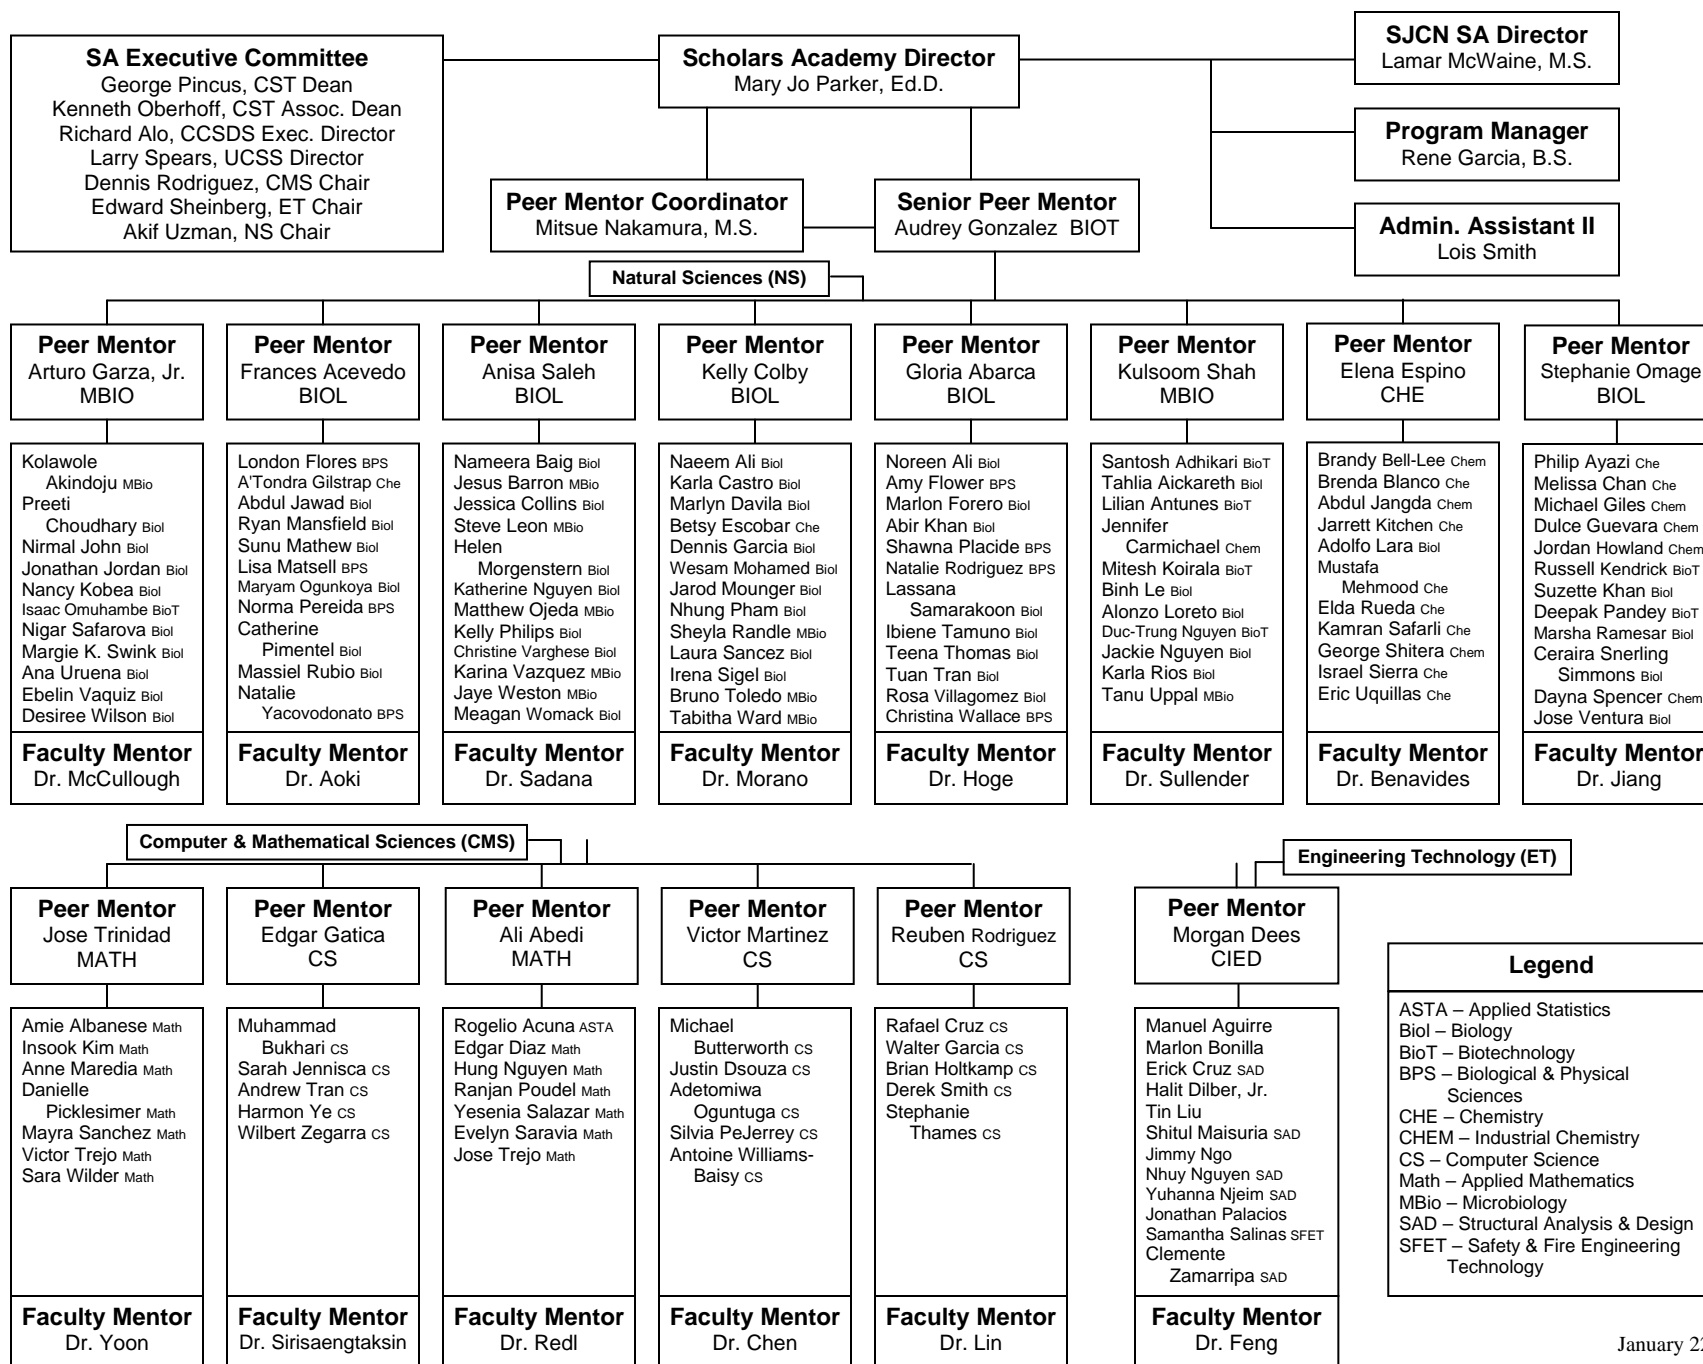 SA Executive Committee
George Pincus, CST Dean
Kenneth Oberhoff, CST Assoc. Dean
Richard Alo, CCSDS Exec. Director
Larry Spears, UCSS Director
Dennis Rodriguez, CMS Chair
Edward Sheinberg, ET Chair
Akif Uzman, NS Chair
Scholars Academy Director
Mary Jo Parker, Ed.D.
SJCN SA Director
Lamar McWaine, M.S.
Program Manager
Rene Garcia, B.S.
Admin. Assistant II
Lois Smith
Peer Mentor Coordinator
Mitsue Nakamura, M.S.
Senior Peer Mentor
Audrey Gonzalez BIOT
Natural Sciences (NS)
Peer Mentor
Arturo Garza, Jr.
MBIO
Kolawole
Akindoju MBio
Preeti
Choudhary Biol
Nirmal John Biol
Jonathan Jordan Biol
Nancy Kobea Biol
Isaac Omuhambe BioT
Nigar Safarova Biol
Margie K. Swink Biol
Ana Uruena Biol
Ebelin Vaquiz Biol
Desiree Wilson Biol
Faculty Mentor
Dr. McCullough
Peer Mentor
Frances Acevedo
BIOL
London Flores BPS
A'Tondra Gilstrap Che
Abdul Jawad Biol
Ryan Mansfield Biol
Sunu Mathew Biol
Lisa Matsell BPS
Maryam Ogunkoya Biol
Norma Pereida BPS
Catherine
Pimentel Biol
Massiel Rubio Biol
Natalie
Yacovodonato BPS
Faculty Mentor
Dr. Aoki
Peer Mentor
Anisa Saleh
BIOL
Nameera Baig Biol
Jesus Barron MBio
Jessica Collins Biol
Steve Leon MBio
Helen
Morgenstern Biol
Katherine Nguyen Biol
Matthew Ojeda MBio
Kelly Philips Biol
Christine Varghese Biol
Karina Vazquez MBio
Jaye Weston MBio
Meagan Womack Biol
Faculty Mentor
Dr. Sadana
Peer Mentor
Kelly Colby
BIOL
Naeem Ali Biol
Karla Castro Biol
Marlyn Davila Biol
Betsy Escobar Che
Dennis Garcia Biol
Wesam Mohamed Biol
Jarod Mounger Biol
Nhung Pham Biol
Sheyla Randle MBio
Laura Sancez Biol
Irena Sigel Biol
Bruno Toledo MBio
Tabitha Ward MBio
Faculty Mentor
Dr. Morano
Peer Mentor
Gloria Abarca
BIOL
Noreen Ali Biol
Amy Flower BPS
Marlon Forero Biol
Abir Khan Biol
Shawna Placide BPS
Natalie Rodriguez BPS
Lassana
Samarakoon Biol
Ibiene Tamuno Biol
Teena Thomas Biol
Tuan Tran Biol
Rosa Villagomez Biol
Christina Wallace BPS
Faculty Mentor
Dr. Hoge
Peer Mentor
Kulsoom Shah
MBIO
Santosh Adhikari BioT
Tahlia Aickareth Biol
Lilian Antunes BioT
Jennifer
Carmichael Chem
Mitesh Koirala BioT
Binh Le Biol
Alonzo Loreto Biol
Duc-Trung Nguyen BioT
Jackie Nguyen Biol
Karla Rios Biol
Tanu Uppal MBio
Faculty Mentor
Dr. Sullender
Peer Mentor
Elena Espino
CHE
Brandy Bell-Lee Chem
Brenda Blanco Che
Abdul Jangda Chem
Jarrett Kitchen Che
Adolfo Lara Biol
Mustafa
Mehmood Che
Elda Rueda Che
Kamran Safarli Che
George Shitera Chem
Israel Sierra Che
Eric Uquillas Che
Faculty Mentor
Dr. Benavides
Peer Mentor
Stephanie Omage
BIOL
Philip Ayazi Che
Melissa Chan Che
Michael Giles Chem
Dulce Guevara Chem
Jordan Howland Chem
Russell Kendrick BioT
Suzette Khan Biol
Deepak Pandey BioT
Marsha Ramesar Biol
Ceraira Snerling
Simmons Biol
Dayna Spencer Chem
Jose Ventura Biol
Faculty Mentor
Dr. Jiang
Computer & Mathematical Sciences (CMS)
Engineering Technology (ET)
Peer Mentor
Jose Trinidad
MATH
Amie Albanese Math
Insook Kim Math
Anne Maredia Math
Danielle
Picklesimer Math
Mayra Sanchez Math
Victor Trejo Math
Sara Wilder Math
Faculty Mentor
Dr. Yoon
Peer Mentor
Edgar Gatica
CS
Muhammad
Bukhari CS
Sarah Jennisca CS
Andrew Tran CS
Harmon Ye CS
Wilbert Zegarra CS
Faculty Mentor
Dr. Sirisaengtaksin
Peer Mentor
Ali Abedi
MATH
Rogelio Acuna ASTA
Edgar Diaz Math
Hung Nguyen Math
Ranjan Poudel Math
Yesenia Salazar Math
Evelyn Saravia Math
Jose Trejo Math
Faculty Mentor
Dr. Redl
Peer Mentor
Victor Martinez
CS
Michael
Butterworth CS
Justin Dsouza CS
Adetomiwa
Oguntuga CS
Silvia PeJerrey CS
Antoine Williams-
Baisy CS
Faculty Mentor
Dr. Chen
Peer Mentor
Reuben Rodriguez
CS
Rafael Cruz CS
Walter Garcia CS
Brian Holtkamp CS
Derek Smith CS
Stephanie
Thames CS
Faculty Mentor
Dr. Lin
Peer Mentor
Morgan Dees
CIED
Manuel Aguirre
Marlon Bonilla
Erick Cruz SAD
Halit Dilber, Jr.
Tin Liu
Shitul Maisuria SAD
Jimmy Ngo
Nhuy Nguyen SAD
Yuhanna Njeim SAD
Jonathan Palacios
Samantha Salinas SFET
Clemente
Zamarripa SAD
Faculty Mentor
Dr. Feng
Legend
ASTA – Applied Statistics
Biol – Biology
BioT – Biotechnology
BPS – Biological & Physical
Sciences
CHE – Chemistry
CHEM – Industrial Chemistry
CS – Computer Science
Math – Applied Mathematics
MBio – Microbiology
SAD – Structural Analysis & Design
SFET – Safety & Fire Engineering
Technology
January